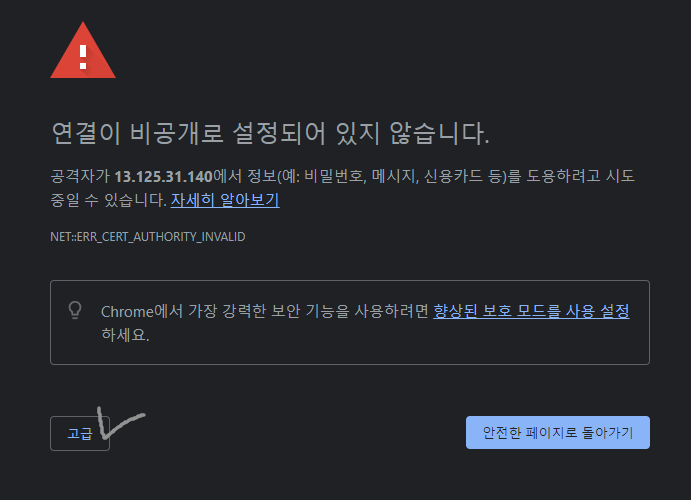 연결이 비공개로 설정되어 있지 않습니다.
공격자가 13.125.31.140에서 정보(예: 비밀번호, 메시지, 신용카드 등)를 도용하려고 시도
중일 수 있습니다. 자세히 알아보기
NET::ERR_CERT_AUTHORITY_INVALID
Chrome에서 가장 강력한 보안 기능을 사용하려면 향상된 보호 모드를 사용 설정
하세요.
고급
안전한 페이지로 돌아가기